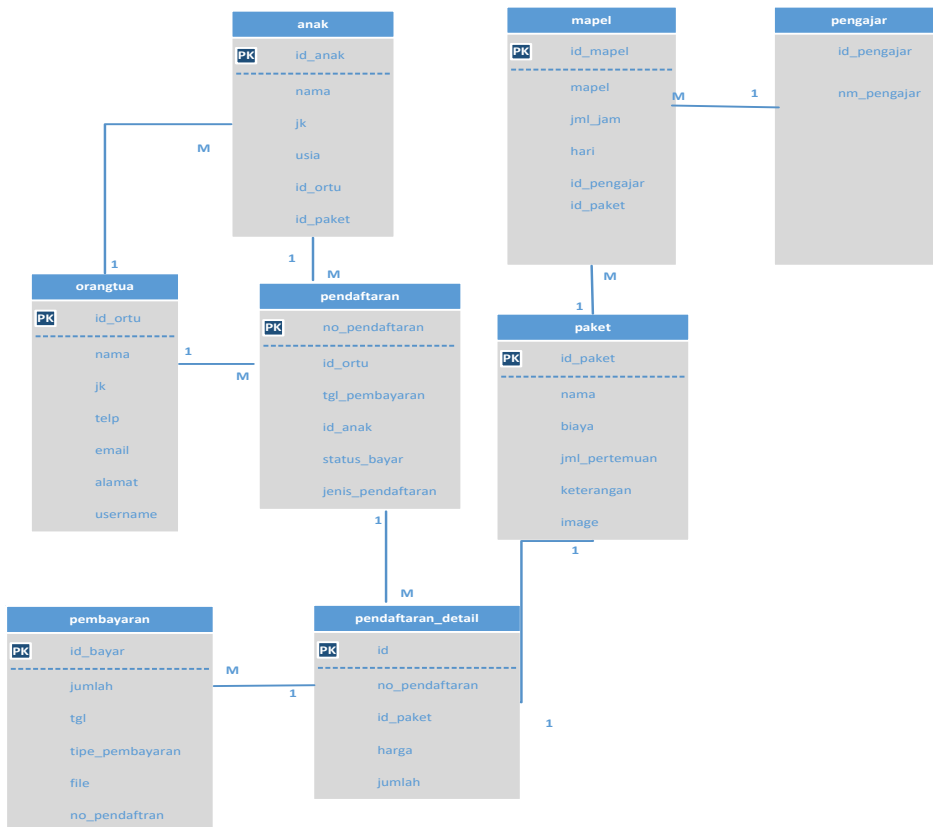 anak
PK id_anak
nama
jk
usia
id_ortu
id_paket
mapel
PK id_mapel
mapel
jml_jam
hari
id_pengajar
id_paket
pengajar
id_pengajar
nm_pengajar
M
1
M
1
1
M
M
1
orangtua
PK id_ortu
nama
jk
telp
email
alamat
username
1
M
pendaftaran
PK no_pendaftaran
id_ortu
tgl_pembayaran
id_anak
status_bayar
jenis_pendaftaran
paket
PK id_paket
nama
biaya
jml_pertemuan
keterangan
image
1
M
1
1
pembayaran
PK id_bayar
jumlah
tgl
tipe_pembayaran
file
no_pendaftran
M
1
pendaftaran_detail
PK id
no_pendaftaran
id_paket
harga
jumlah